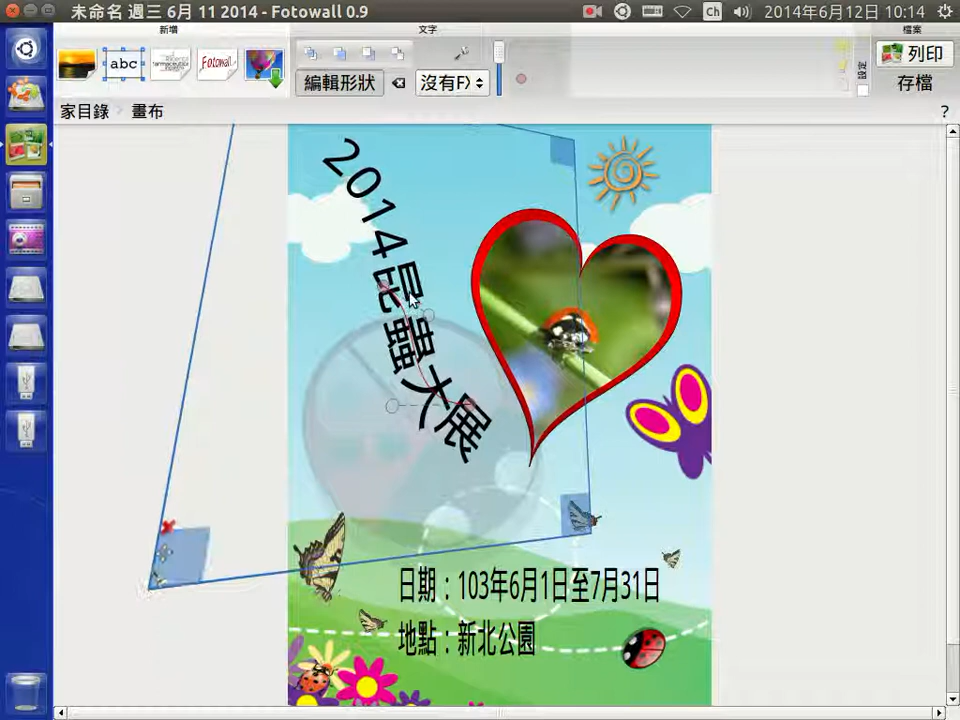 未命名 週三 6月 11 2014 - Fotowall 0.9
Ch
2014年6月12日 10:14
新增
文字
檔案
abc
Fotowall
編輯形狀
沒有FX
設定
列印
存檔
家目錄
畫布
?
2014昆蟲大展
日期：103年6月1日至7月31日
地點：新北公園